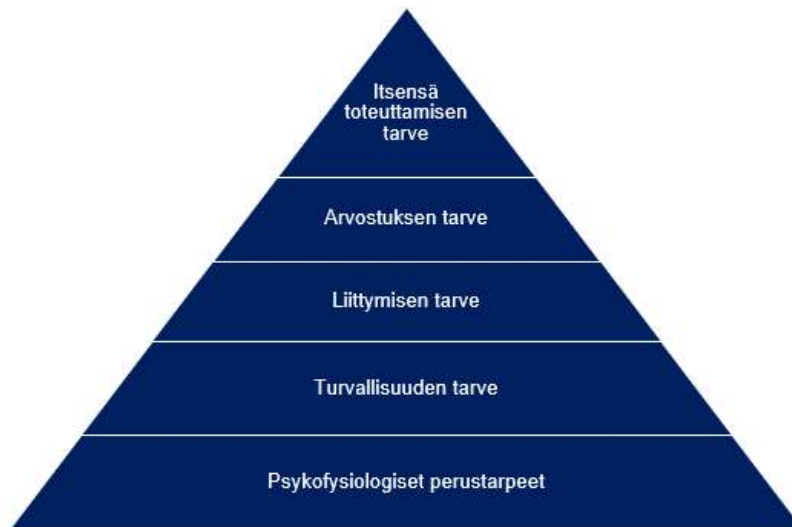 Itsensä
toteuttamisen
tarve
Arvostuksen tarve
Liittymisen tarve
Turvallisuuden tarve
Psykofysiologiset perustarpeet